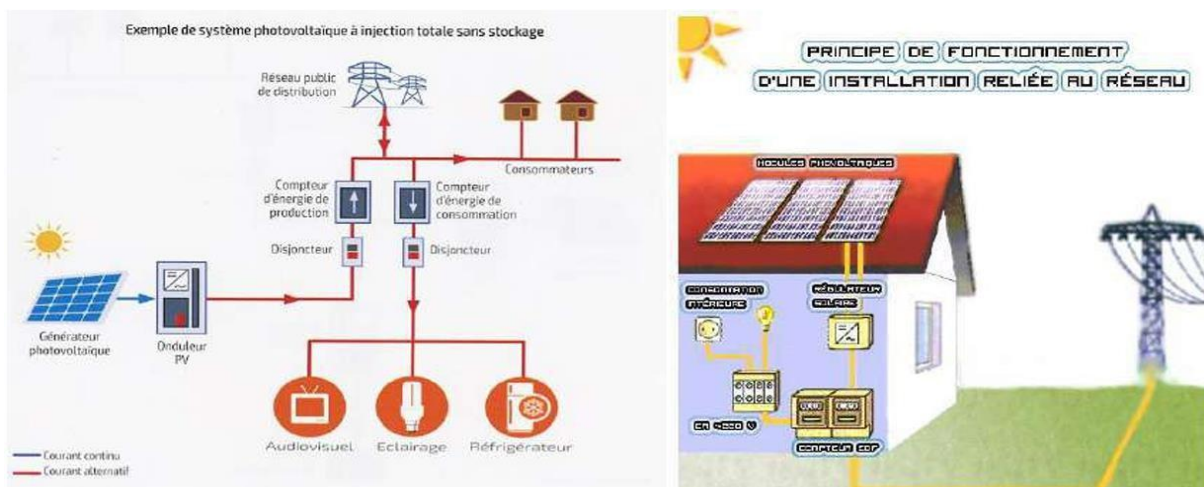 Exemple de système photovoltaïque à injection totale sans stockage
Réseau public
de distribution
Consommateurs
Compteur
d'énergie de
production
Compteur
d'énergie de
consommation
Disjoncteur
Disjoncteur
Générateur
photovoltaïque
Onduleur
PV
Audiovisuel
Eclairage
Réfrigérateur
Courant continu
Courant alternatif
PRINCIPE DE FONCTIONNEMENT
D'UNE INSTALLATION RELIÉE AU RÉSEAU
MODULES PHOVOLTAIQUES
CONSOMMATION
INTÉRIEURE
RÉGULATEUR
SOLAIRE
COMPTEUR EDF